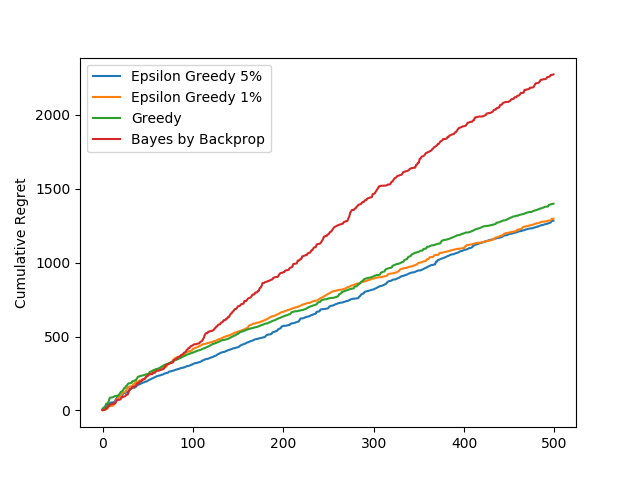 Epsilon Greedy 5%
Epsilon Greedy 1%
Greedy
Bayes by Backprop
Cumulative Regret
2000
1500
1000
500
0
0 100 200 300 400 500